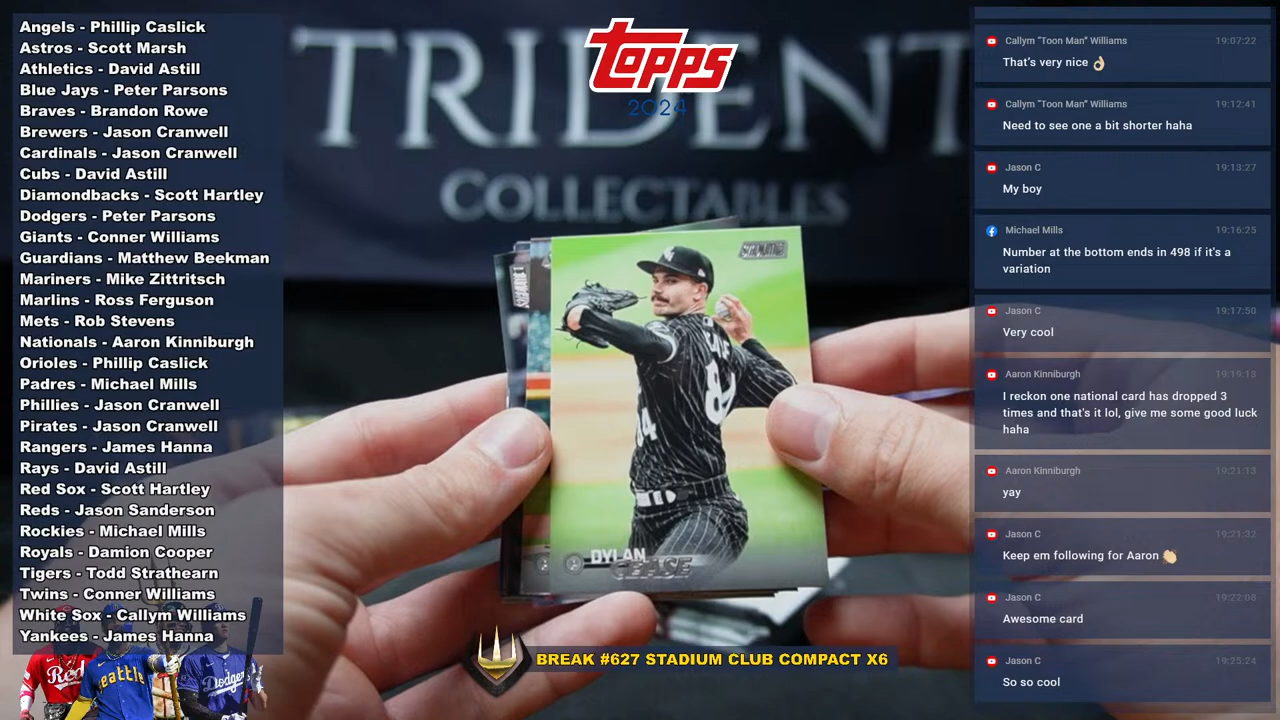 Angels - Phillip Caslick
Astros - Scott Marsh
Athletics - David Astill
Blue Jays - Peter Parsons
Braves - Brandon Rowe
Brewers - Jason Cranwell
Cardinals - Jason Cranwell
Cubs - David Astill
Diamondbacks - Scott Hartley
Dodgers - Peter Parsons
Giants - Conner Williams
Guardians - Matthew Beekman
Mariners - Mike Zittritsch
Marlins - Ross Ferguson
Mets - Rob Stevens
Nationals - Aaron Kinniburgh
Orioles - Phillip Caslick
Padres - Michael Mills
Phillies - Jason Cranwell
Pirates - Jason Cranwell
Rangers - James Hanna
Rays - David Astill
Red Sox - Scott Hartley
Reds - Jason Sanderson
Rockies - Michael Mills
Royals - Damion Cooper
Tigers - Todd Strathearn
Twins - Conner Williams
White Sox - Callym Williams
Yankees - James Hanna
Red
Seattle
Dodgers
TRIDENT
COLLECTABLES
topps
2024
84
DYLAN
CEASE
BREAK #627 STADIUM CLUB COMPACT X6
Callym "Toon Man" Williams 19:07:22
That's very nice 👌🏻
Callym "Toon Man" Williams 19:12:41
Need to see one a bit shorter haha
Jason C 19:13:27
My boy
Michael Mills 19:16:25
Number at the bottom ends in 498 if it's a
variation
Jason C 19:17:50
Very cool
Aaron Kinniburgh 19:19:13
I reckon one national card has dropped 3
times and that's it lol, give me some good luck
haha
Aaron Kinniburgh 19:21:13
yay
Jason C 19:21:32
Keep em following for Aaron 👏🏻
Jason C 19:22:08
Awesome card
Jason C 19:25:24
So so cool